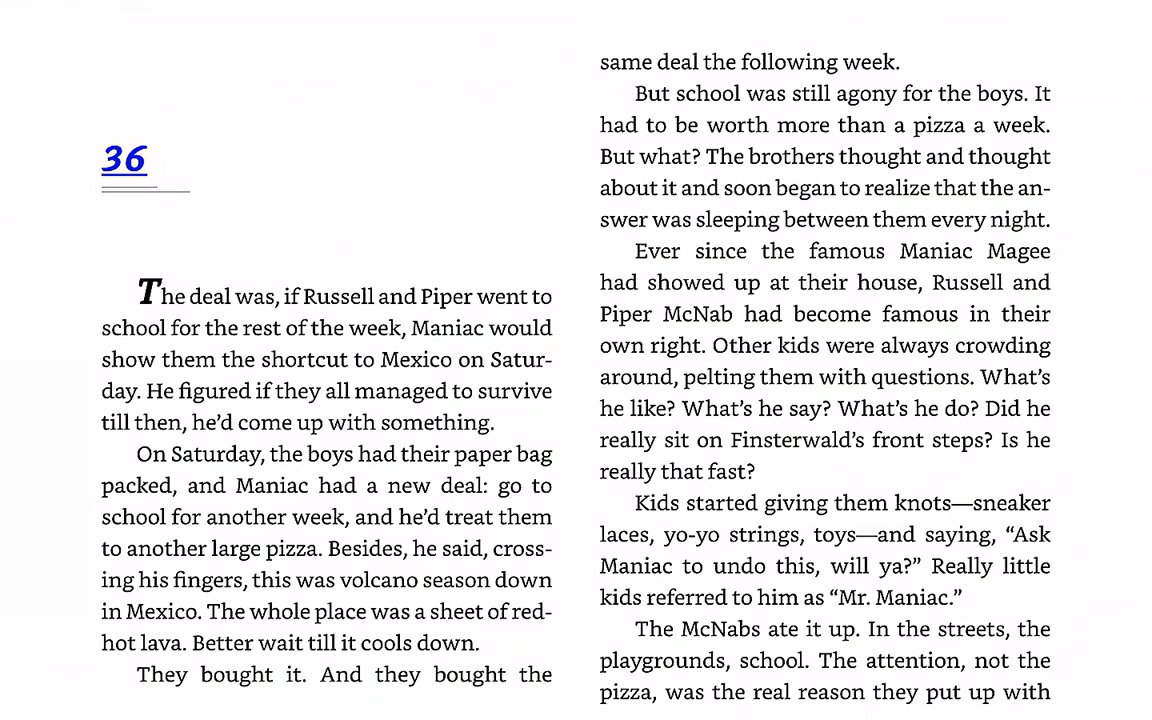 36
The deal was, if Russell and Piper went to
school for the rest of the week, Maniac would
show them the shortcut to Mexico on Satur-
day. He figured if they all managed to survive
till then, he’d come up with something.
On Saturday, the boys had their paper bag
packed, and Maniac had a new deal: go to
school for another week, and he’d treat them
to another large pizza. Besides, he said, cross-
ing his fingers, this was volcano season down
in Mexico. The whole place was a sheet of red-
hot lava. Better wait till it cools down.
They bought it. And they bought the
same deal the following week.
But school was still agony for the boys. It
had to be worth more than a pizza a week.
But what? The brothers thought and thought
about it and soon began to realize that the an-
swer was sleeping between them every night.
Ever since the famous Maniac Magee
had showed up at their house, Russell and
Piper McNab had become famous in their
own right. Other kids were always crowding
around, pelting them with questions. What’s
he like? What’s he say? What’s he do? Did he
really sit on Finsterwald’s front steps? Is he
really that fast?
Kids started giving them knots—sneaker
laces, yo-yo strings, toys—and saying, “Ask
Maniac to undo this, will ya?” Really little
kids referred to him as “Mr. Maniac.”
The McNabs ate it up. In the streets, the
playgrounds, school. The attention, not the
pizza, was the real reason they put up with